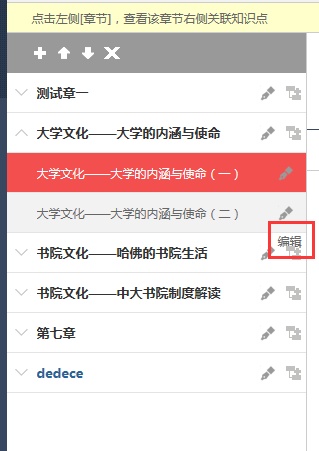 点击左侧[章节]，查看该章节右侧关联知识点
测试章一
大学文化——大学的内涵与使命
大学文化——大学的内涵与使命（一）
大学文化——大学的内涵与使命（二）
编辑
书院文化——哈佛的书院生活
书院文化——中大书院制度解读
第七章
dedece